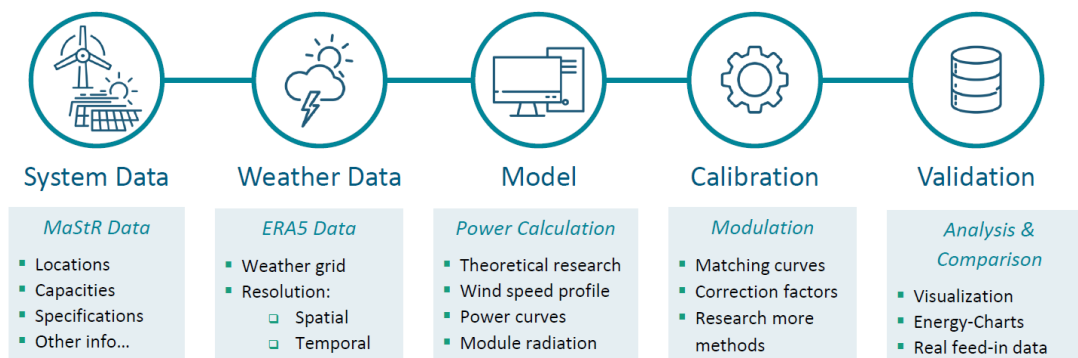 System Data
Weather Data
Model
Calibration
Validation
MaStR Data
Locations
Capacities
Specifications
Other info...
ERA5 Data
Weather grid
Resolution:
Spatial
Temporal
Power Calculation
Theoretical research
Wind speed profile
Power curves
Module radiation
Modulation
Matching curves
Correction factors
Research more
methods
Analysis &
Comparison
Visualization
Energy-Charts
Real feed-in data